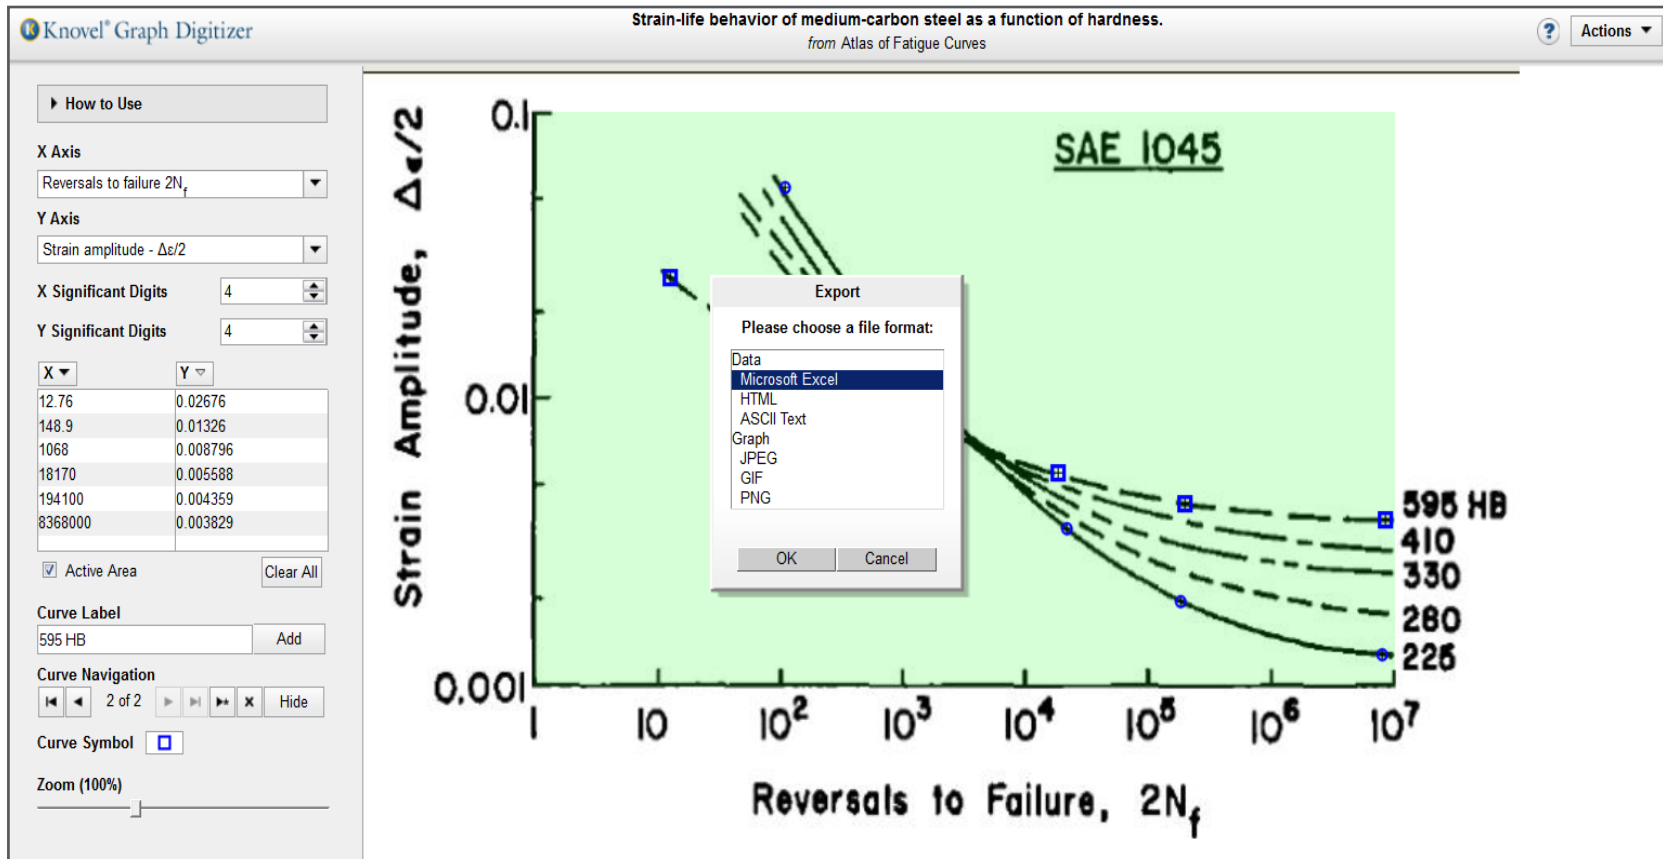 Knovel® Graph Digitizer
Strain-life behavior of medium-carbon steel as a function of hardness.
from Atlas of Fatigue Curves
?
Actions
How to Use
X Axis
Reversals to failure 2Nf
Y Axis
Strain amplitude - Δε/2
X Significant Digits 4
Y Significant Digits 4
X Y
12.76 0.02676
148.9 0.01326
1068 0.008796
18170 0.005588
194100 0.004359
8368000 0.003829
Active Area
Clear All
Curve Label
595 HB
Add
Curve Navigation
2 of 2
Hide
Curve Symbol
Zoom (100%)
Strain Amplitude, Δε/2
0.1
0.01
0.001
SAE 1045
Export
Please choose a file format:
Data
Microsoft Excel
HTML
ASCII Text
Graph
JPEG
GIF
PNG
OK
Cancel
595 HB
410
330
280
225
1 10 10² 10³ 10⁴ 10⁵ 10⁶ 10⁷
Reversals to Failure, 2Nf